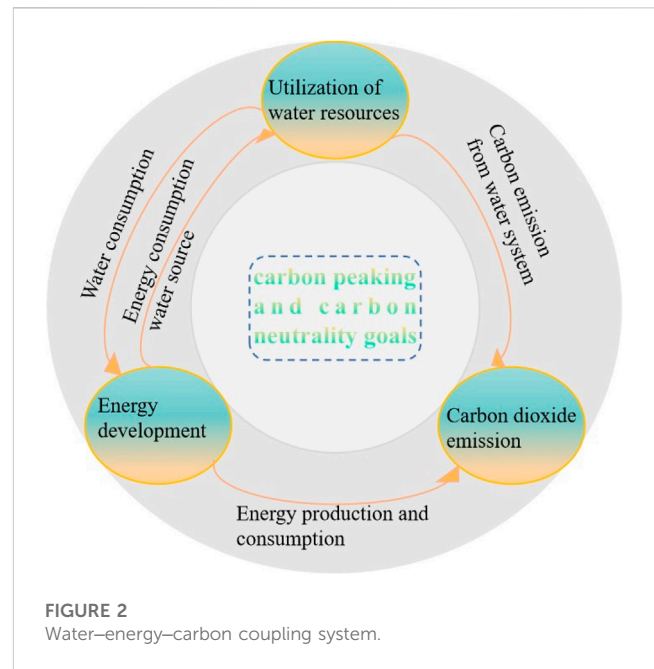 Utilization of
water resources
Water consumption
Energy consumption
water source
Carbon emission
from water system
carbon peaking
and carbon
neutrality goals
Energy
development
Carbon dioxide
emission
Energy production and
consumption
FIGURE 2
Water–energy–carbon coupling system.